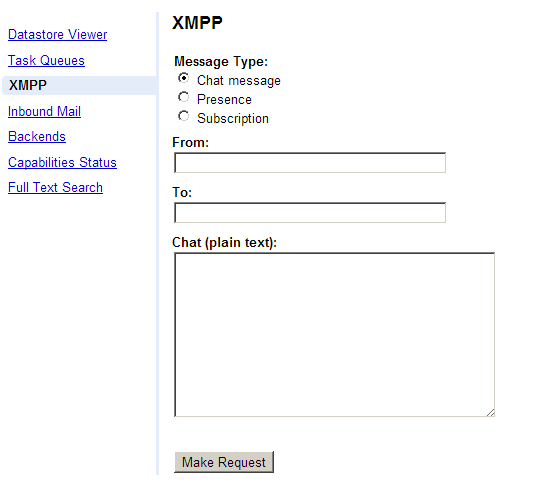 Datastore Viewer
Task Queues
XMPP
Inbound Mail
Backends
Capabilities Status
Full Text Search
XMPP
Message Type:
Chat message
Presence
Subscription
From:
To:
Chat (plain text):
Make Request